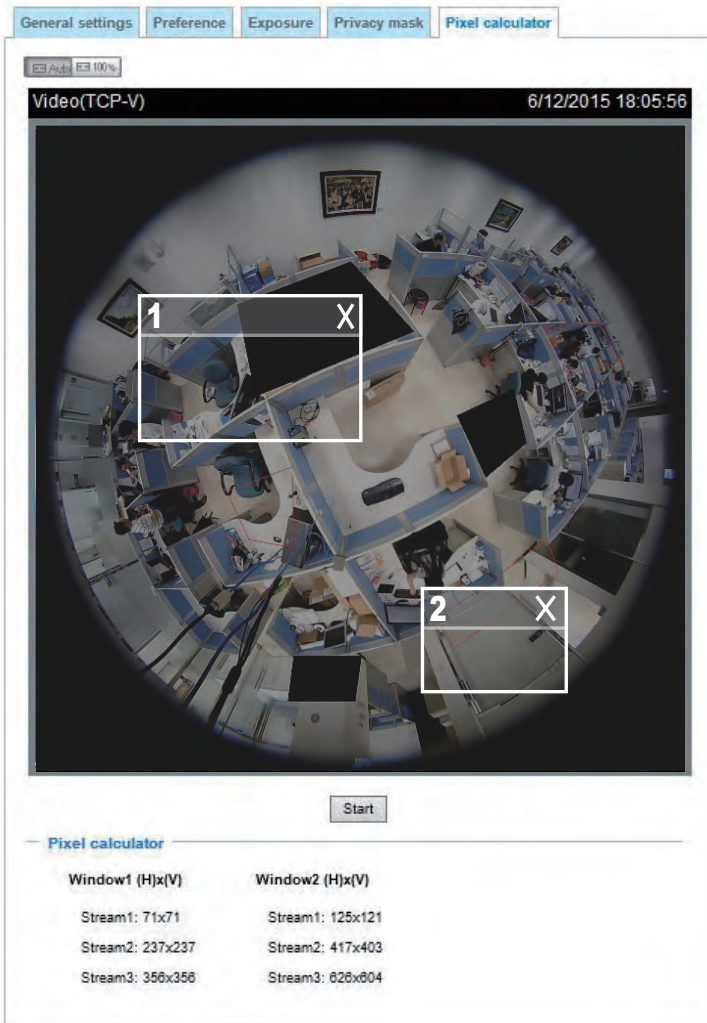 General settings Preference Exposure Privacy mask Pixel calculator
Auto 100%
Video(TCP-V) 6/12/2015 18:05:56
1 X
2 X
Start
Pixel calculator
Window1 (H)x(V) Window2 (H)x(V)
Stream1: 71x71 Stream1: 125x121
Stream2: 237x237 Stream2: 417x403
Stream3: 356x356 Stream3: 626x604